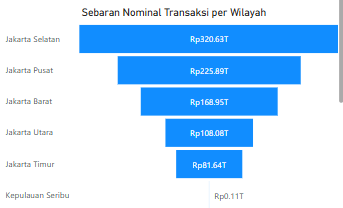 Sebaran Nominal Transaksi per Wilayah
Jakarta Selatan Rp320.63T
Jakarta Pusat Rp225.89T
Jakarta Barat Rp168.95T
Jakarta Utara Rp108.08T
Jakarta Timur Rp81.64T
Kepulauan Seribu Rp0.11T